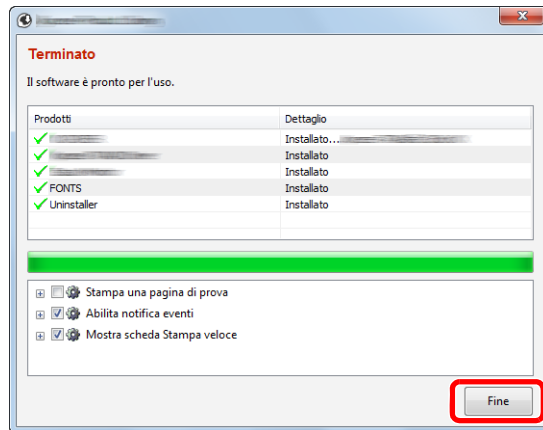 Terminato
Il software è pronto per l'uso.
Prodotti Dettaglio
Installato...
Installato
Installato
FONTS Installato
Uninstaller Installato
Stampa una pagina di prova
Abilita notifica eventi
Mostra scheda Stampa veloce
Fine